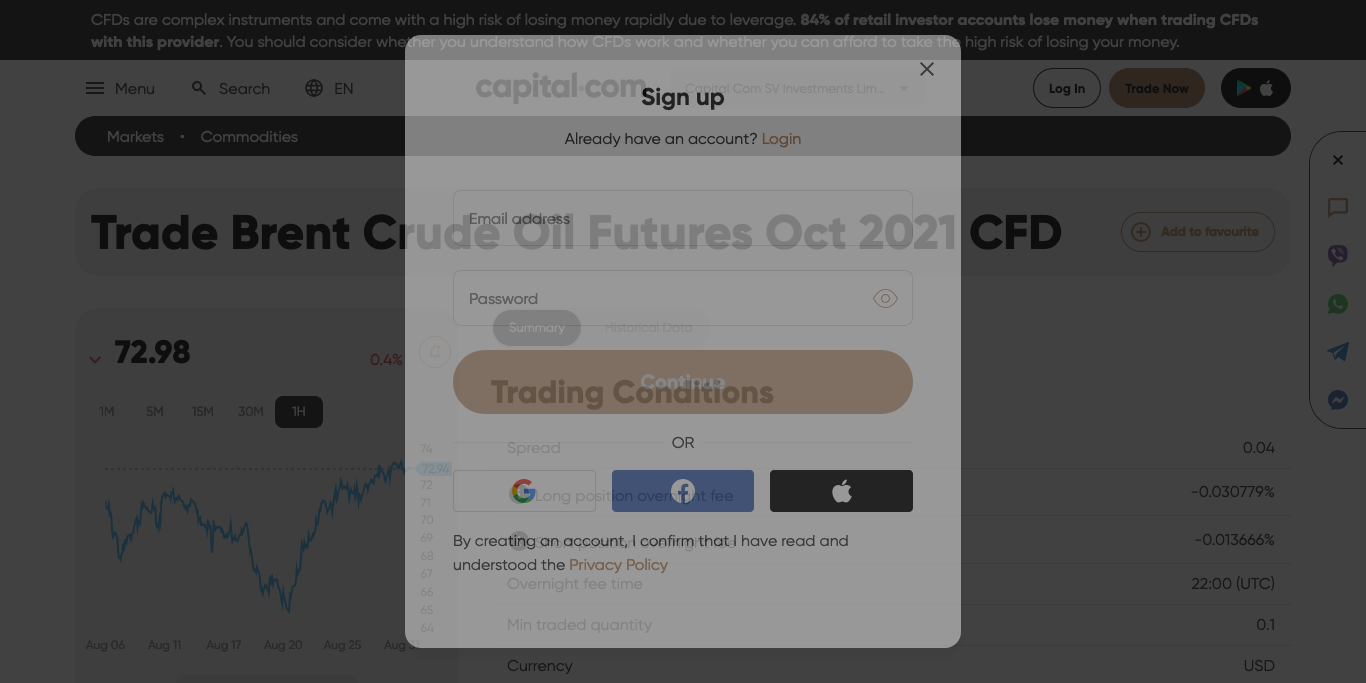 CFDs are complex instruments and come with a high risk of losing money rapidly due to leverage. 84% of retail investor accounts lose money when trading CFDs
with this provider. You should consider whether you understand how CFDs work and whether you can afford to take the high risk of losing your money.
Menu
Search
EN
capital.com
Capital Com SV Investments Lim...
Log In
Trade Now
Markets • Commodities
Sign up
Already have an account? Login
Email address
Password
Continue
OR
By creating an account, I confirm that I have read and
understood the Privacy Policy
Trade Brent Crude Oil Futures Oct 2021 CFD
Add to favourite
72.98
0.4%
1M 5M 15M 30M 1H
74
72.94
72
71
70
69
68
67
66
65
64
Aug 06 Aug 11 Aug 17 Aug 20 Aug 25 Aug 31
Summary
Historical Data
Trading Conditions
Spread 0.04
Long position overnight fee -0.030779%
Short position overnight fee -0.013666%
Overnight fee time 22:00 (UTC)
Min traded quantity 0.1
Currency USD